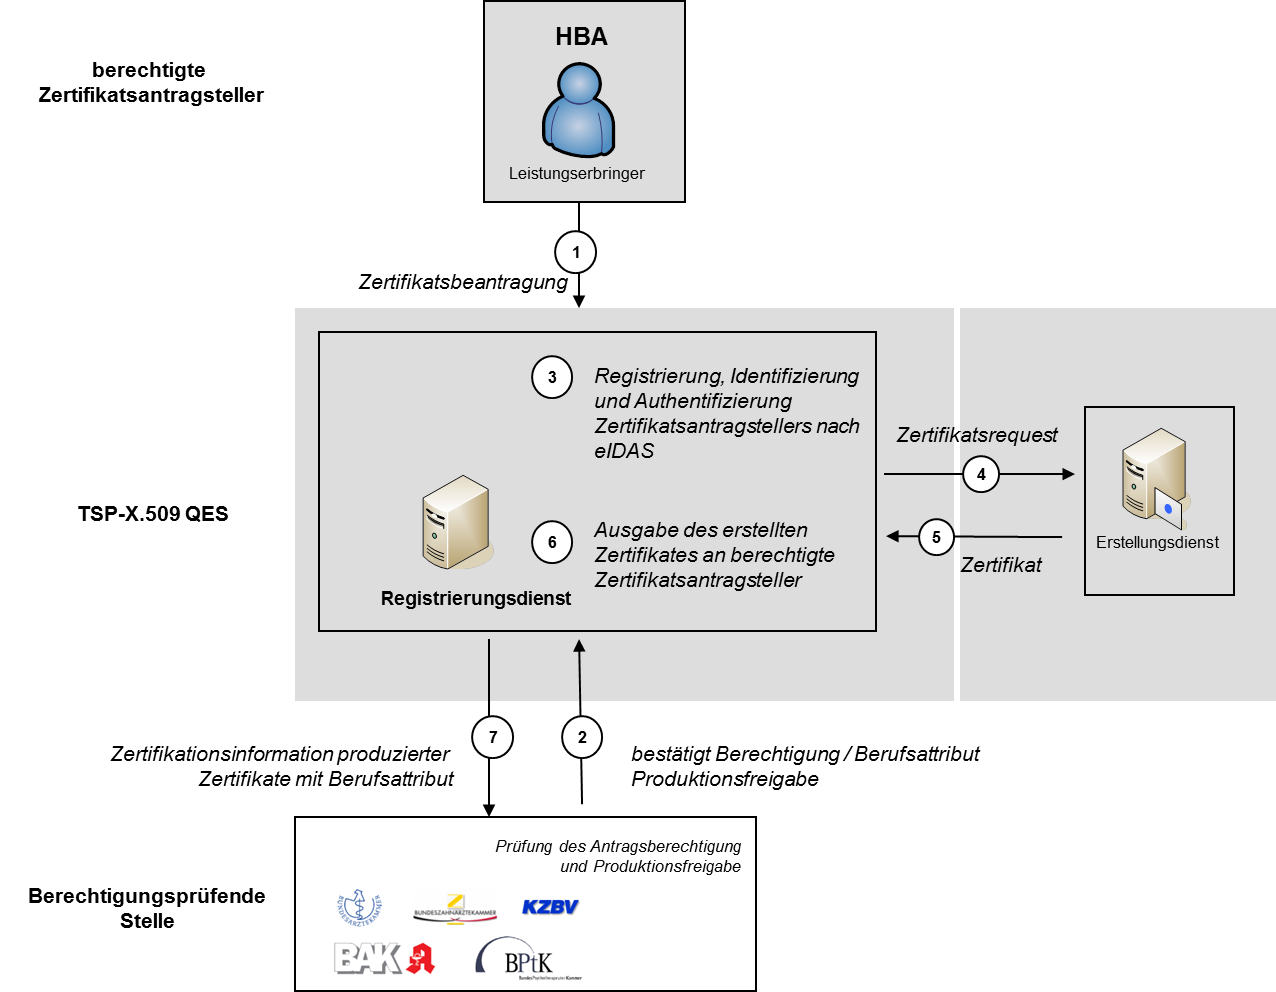 HBA
berechtigte
Zertifikatsantragsteller
Leistungserbringer
1
Zertifikatsbeantragung
3
Registrierung, Identifizierung
und Authentifizierung
Zertifikatsantragstellers nach
eIDAS
Zertifikatsrequest
4
TSP-X.509 QES
6
Ausgabe des erstellten
Zertifikates an berechtigte
Zertifikatsantragsteller
5
Zertifikat
Erstellungsdienst
Registrierungsdienst
7
Zertifikationsinformation produzierter
Zertifikate mit Berufsattribut
2
bestätigt Berechtigung / Berufsattribut
Produktionsfreigabe
Prüfung des Antragsberechtigung
und Produktionsfreigabe
Berechtigungsprüfende
Stelle
BUNDESÄRZTEKAMMER
BUNDESZAHNÄRZTEKAMMER
KZBV
BAK
BPtK
BundesPsychotherapeutenKammer